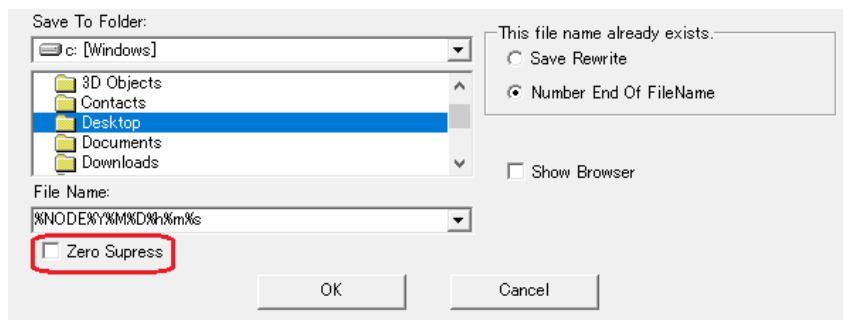 Save To Folder:
c: [Windows]
3D Objects
Contacts
Desktop
Documents
Downloads
File Name:
%NODE%Y%M%D%h%m%s
Zero Supress
This file name already exists.
Save Rewrite
Number End Of FileName
Show Browser
OK
Cancel